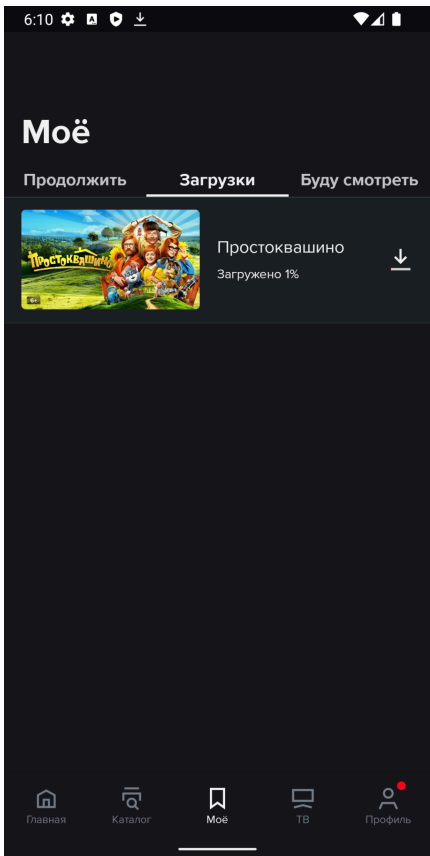 6:10
Моё
Продолжить Загрузки Буду смотреть
ПРОСТОКВАШИНО
6+
Простоквашино
Загружено 1%
Главная Каталог Моё ТВ Профиль